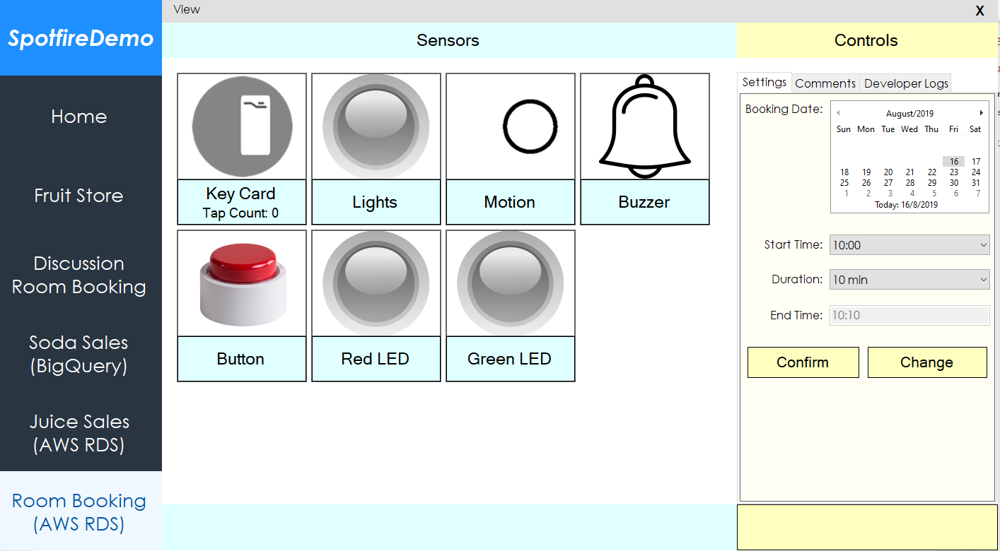 SpotfireDemo
Home
Fruit Store
Discussion
Room Booking
Soda Sales
(BigQuery)
Juice Sales
(AWS RDS)
Room Booking
(AWS RDS)
View
X
Sensors
Key Card
Tap Count: 0
Lights
Motion
Buzzer
Button
Red LED
Green LED
Controls
Settings Comments Developer Logs
Booking Date:
August/2019
Sun Mon Tue Wed Thu Fri Sat
16 17
18 19 20 21 22 23 24
25 26 27 28 29 30 31
1 2 3 4 5 6 7
Today: 16/8/2019
Start Time: 10:00
Duration: 10 min
End Time: 10:10
Confirm Change